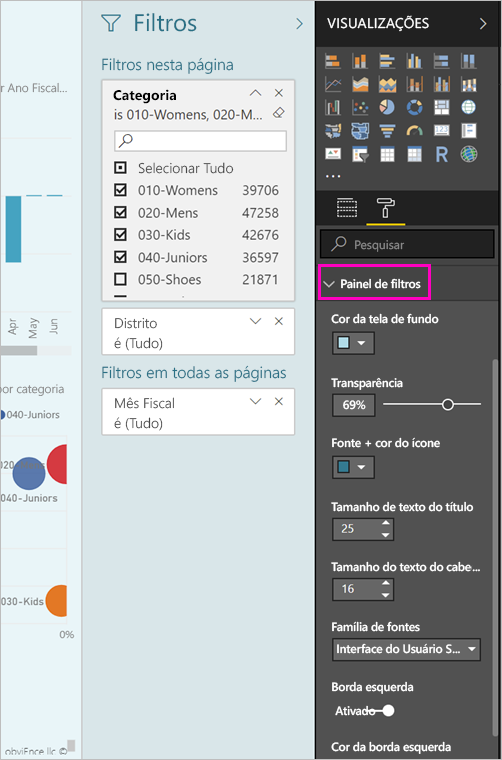 r Ano Fiscal...
Apr
May
Jun
por categoria
040-Juniors
020
040-Juniors
030-Kids
0%
obviEnce llc ©
Filtros
Filtros nesta página
Categoria
is 010-Womens, 020-M...
Selecionar Tudo
010-Womens 39706
020-Mens 47258
030-Kids 42676
040-Juniors 36597
050-Shoes 21871
Distrito
é (Tudo)
Filtros em todas as páginas
Mês Fiscal
é (Tudo)
VISUALIZAÇÕES
R
...
Pesquisar
Painel de filtros
Cor da tela de fundo
Transparência
69%
Fonte + cor do ícone
Tamanho de texto do título
25
Tamanho do texto do cabe...
16
Família de fontes
Interface do Usuário S...
Borda esquerda
Ativado
Cor da borda esquerda